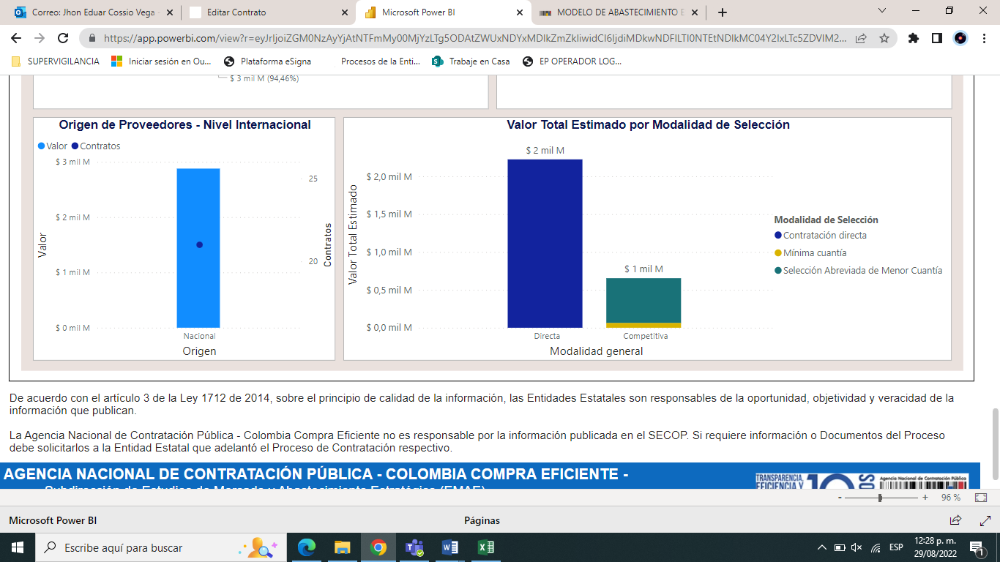 Correo: Jhon Eduar Cossio Vega
Editar Contrato
Microsoft Power BI
MODELO DE ABASTECIMIENTO E
https://app.powerbi.com/view?r=
SUPERVIGILANCIA
Iniciar sesión en Ou...
Plataforma eSigna
Procesos de la Enti...
Trabaje en Casa
EP OPERADOR LOG...
$ 3 mil M (94,46%)
Origen de Proveedores - Nivel Internacional
Valor Contratos
$ 3 mil M
$ 2 mil M
$ 1 mil M
$ 0 mil M
Valor
25
20
Contratos
Nacional
Origen
Valor Total Estimado por Modalidad de Selección
$ 2 mil M
$ 1 mil M
$ 2,0 mil M
$ 1,5 mil M
$ 1,0 mil M
$ 0,5 mil M
$ 0,0 mil M
Valor Total Estimado
Directa
Competitiva
Modalidad general
Modalidad de Selección
Contratación directa
Mínima cuantía
Selección Abreviada de Menor Cuantía
De acuerdo con el artículo 3 de la Ley 1712 de 2014, sobre el principio de calidad de la información, las Entidades Estatales son responsables de la oportunidad, objetividad y veracidad de la
información que publican.
La Agencia Nacional de Contratación Pública - Colombia Compra Eficiente no es responsable por la información publicada en el SECOP. Si requiere información o Documentos del Proceso
debe solicitarlos a la Entidad Estatal que adelantó el Proceso de Contratación respectivo.
AGENCIA NACIONAL DE CONTRATACIÓN PÚBLICA - COLOMBIA COMPRA EFICIENTE -
Subdirección de Estudios de Mercado y Abastecimiento Estratégico (EMAE)
TRANSPARENCIA,
EFICIENCIA Y
10
Agencia Nacional de Contratación Pública
- + 96 %
Microsoft Power BI
Páginas
Escribe aquí para buscar
ESP
12:28 p. m.
29/08/2022
1